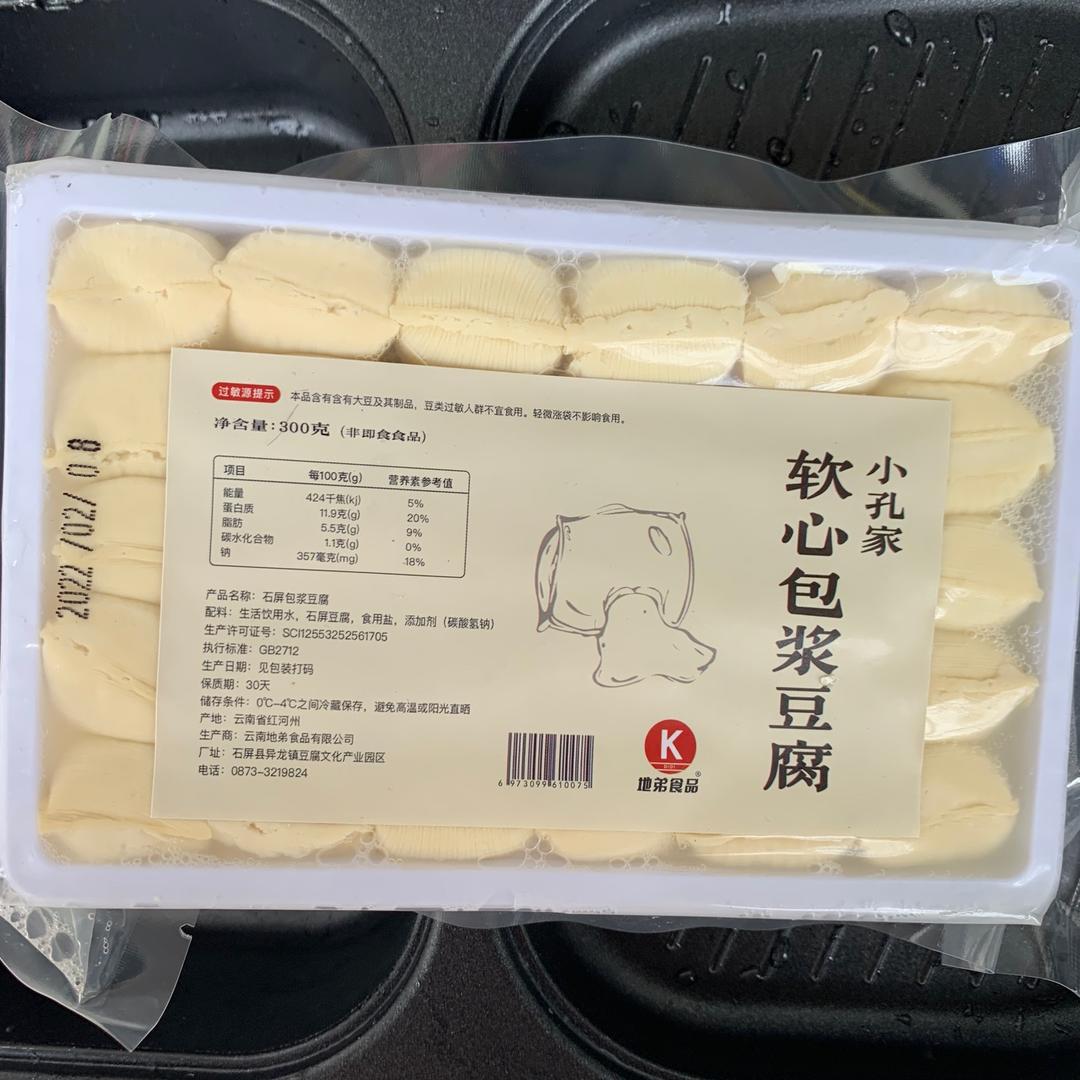 过敏源提示 本品含有含有大豆及其制品，豆类过敏人群不宜食用。轻微涨袋不影响食用。
净含量：300克（非即食食品）
项目 每100克(g) 营养素参考值
能量 424千焦(kj) 5%
蛋白质 11.9克(g) 20%
脂肪 5.5克(g) 9%
碳水化合物 1.1克(g) 0%
钠 357毫克(mg) 18%
产品名称：石屏包浆豆腐
配料：生活饮用水，石屏豆腐，食用盐，添加剂（碳酸氢钠）
生产许可证号：SCI12553252561705
执行标准：GB2712
生产日期：见包装打码
保质期：30天
储存条件：0℃-4℃之间冷藏保存，避免高温或阳光直晒
产地：云南省红河州
生产商：云南地弟食品有限公司
厂址：石屏县异龙镇豆腐文化产业园区
电话：0873-3219824
6 973099 610075
K
DIDI
地弟食品®
小孔家
软心包浆豆腐
2022 /02/ 08